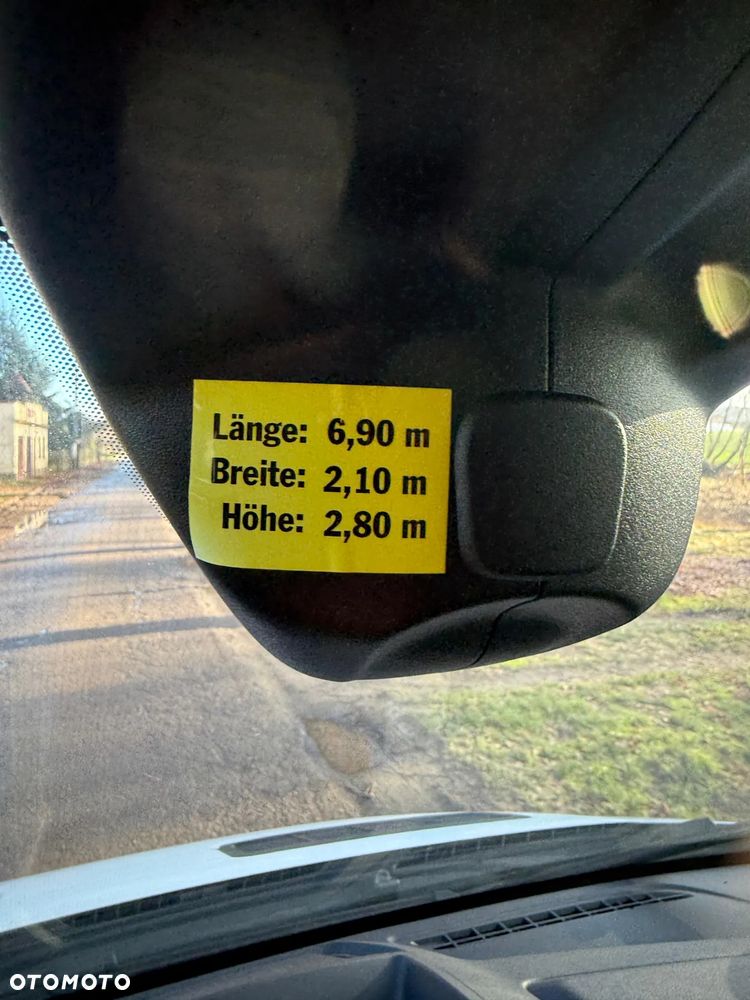 Länge: 6,90 m
Breite: 2,10 m
Höhe: 2,80 m
OTOMOTO